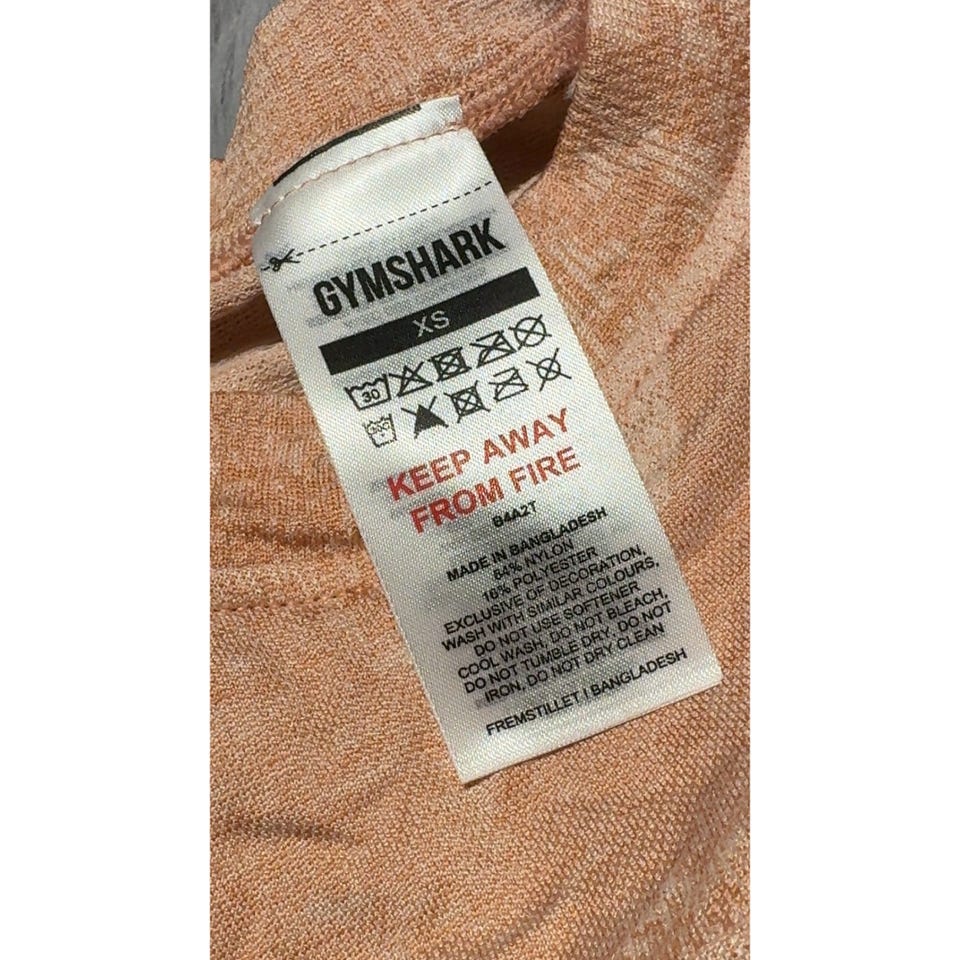 GYMSHARK
XS
30
KEEP AWAY
FROM FIRE
B4A2T
MADE IN BANGLADESH
84% NYLON
16% POLYESTER
EXCLUSIVE OF DECORATION,
WASH WITH SIMILAR COLOURS,
DO NOT USE SOFTENER
COOL WASH, DO NOT BLEACH,
DO NOT TUMBLE DRY, DO NOT
IRON, DO NOT DRY CLEAN
FREMSTILLET I BANGLADESH